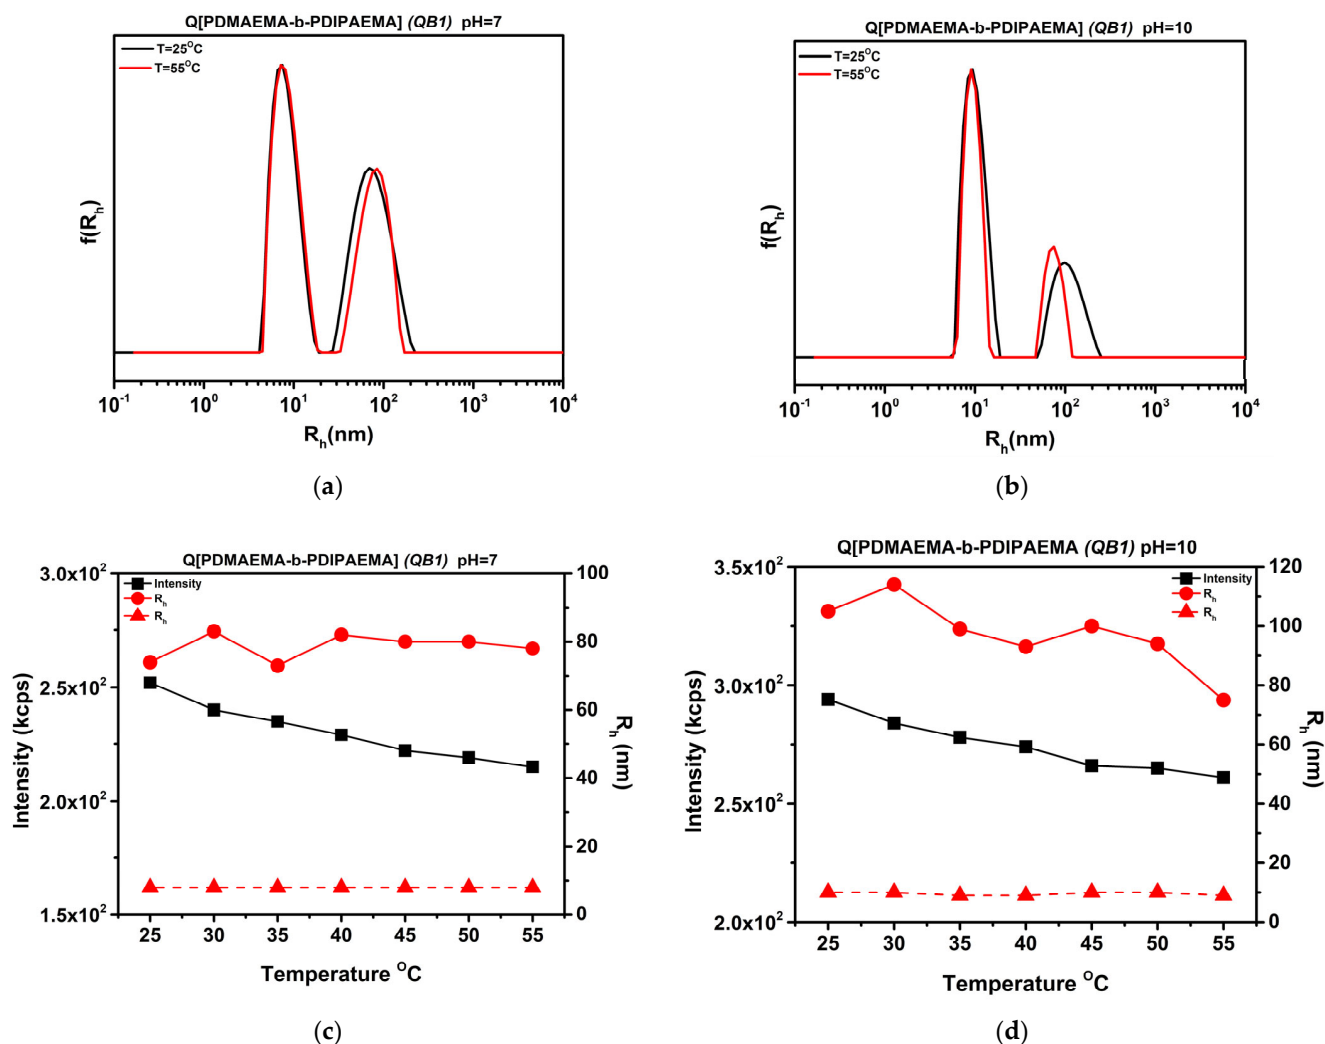 Q[PDMAEMA-b-PDIPAEMA] (QB1) pH=7
T=25°C
T=55°C
f(Rh)
10⁻¹ 10⁰ 10¹ 10² 10³ 10⁴
Rh(nm)
(a)
Q[PDMAEMA-b-PDIPAEMA] (QB1) pH=10
T=25°C
T=55°C
f(Rh)
10⁻¹ 10⁰ 10¹ 10² 10³ 10⁴
Rh(nm)
(b)
Q[PDMAEMA-b-PDIPAEMA] (QB1) pH=7
Intensity
Rh
Rh
3.0x10²
2.5x10²
2.0x10²
1.5x10²
Intensity (kcps)
100
80
60
40
20
0
Rh (nm)
25 30 35 40 45 50 55
Temperature °C
(c)
Q[PDMAEMA-b-PDIPAEMA (QB1) pH=10
Intensity
Rh
Rh
3.5x10²
3.0x10²
2.5x10²
2.0x10²
Intensity (kcps)
120
100
80
60
40
20
0
Rh (nm)
25 30 35 40 45 50 55
Temperature °C
(d)